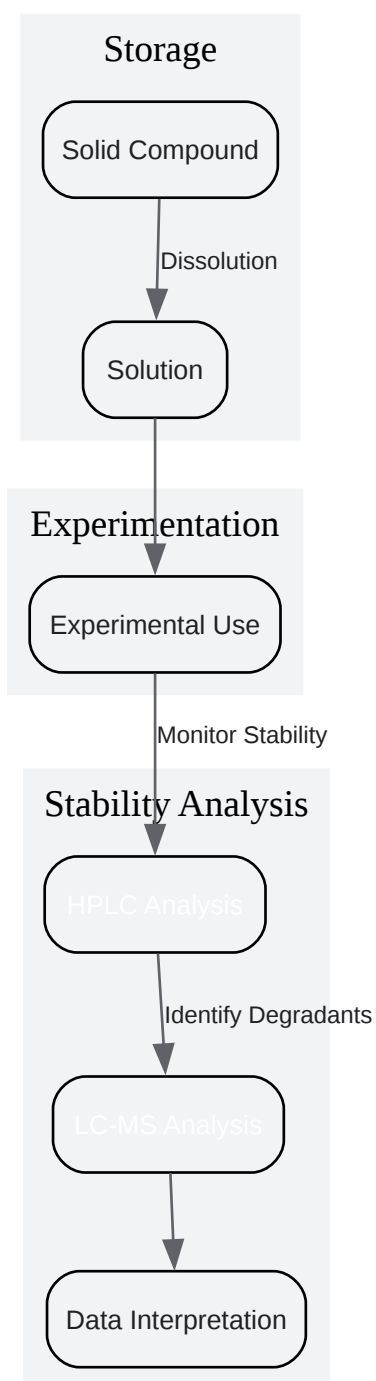 Storage
Solid Compound
Dissolution
Solution
Experimentation
Experimental Use
Monitor Stability
Stability Analysis
HPLC Analysis
Identify Degradants
LC-MS Analysis
Data Interpretation